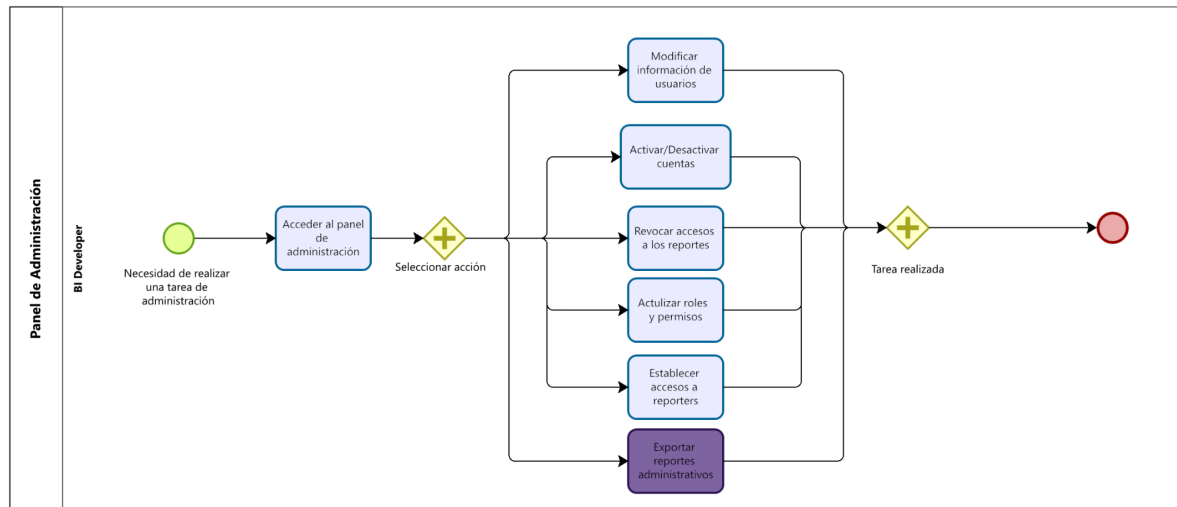 Panel de Administración
BI Developer
Necesidad de realizar
una tarea de
administración
Acceder al panel
de
administración
Seleccionar acción
Modificar
información de
usuarios
Activar/Desactivar
cuentas
Revocar accesos
a los reportes
Actulizar roles
y permisos
Establecer
accesos a
reporters
Exportar
reportes
administrativos
Tarea realizada